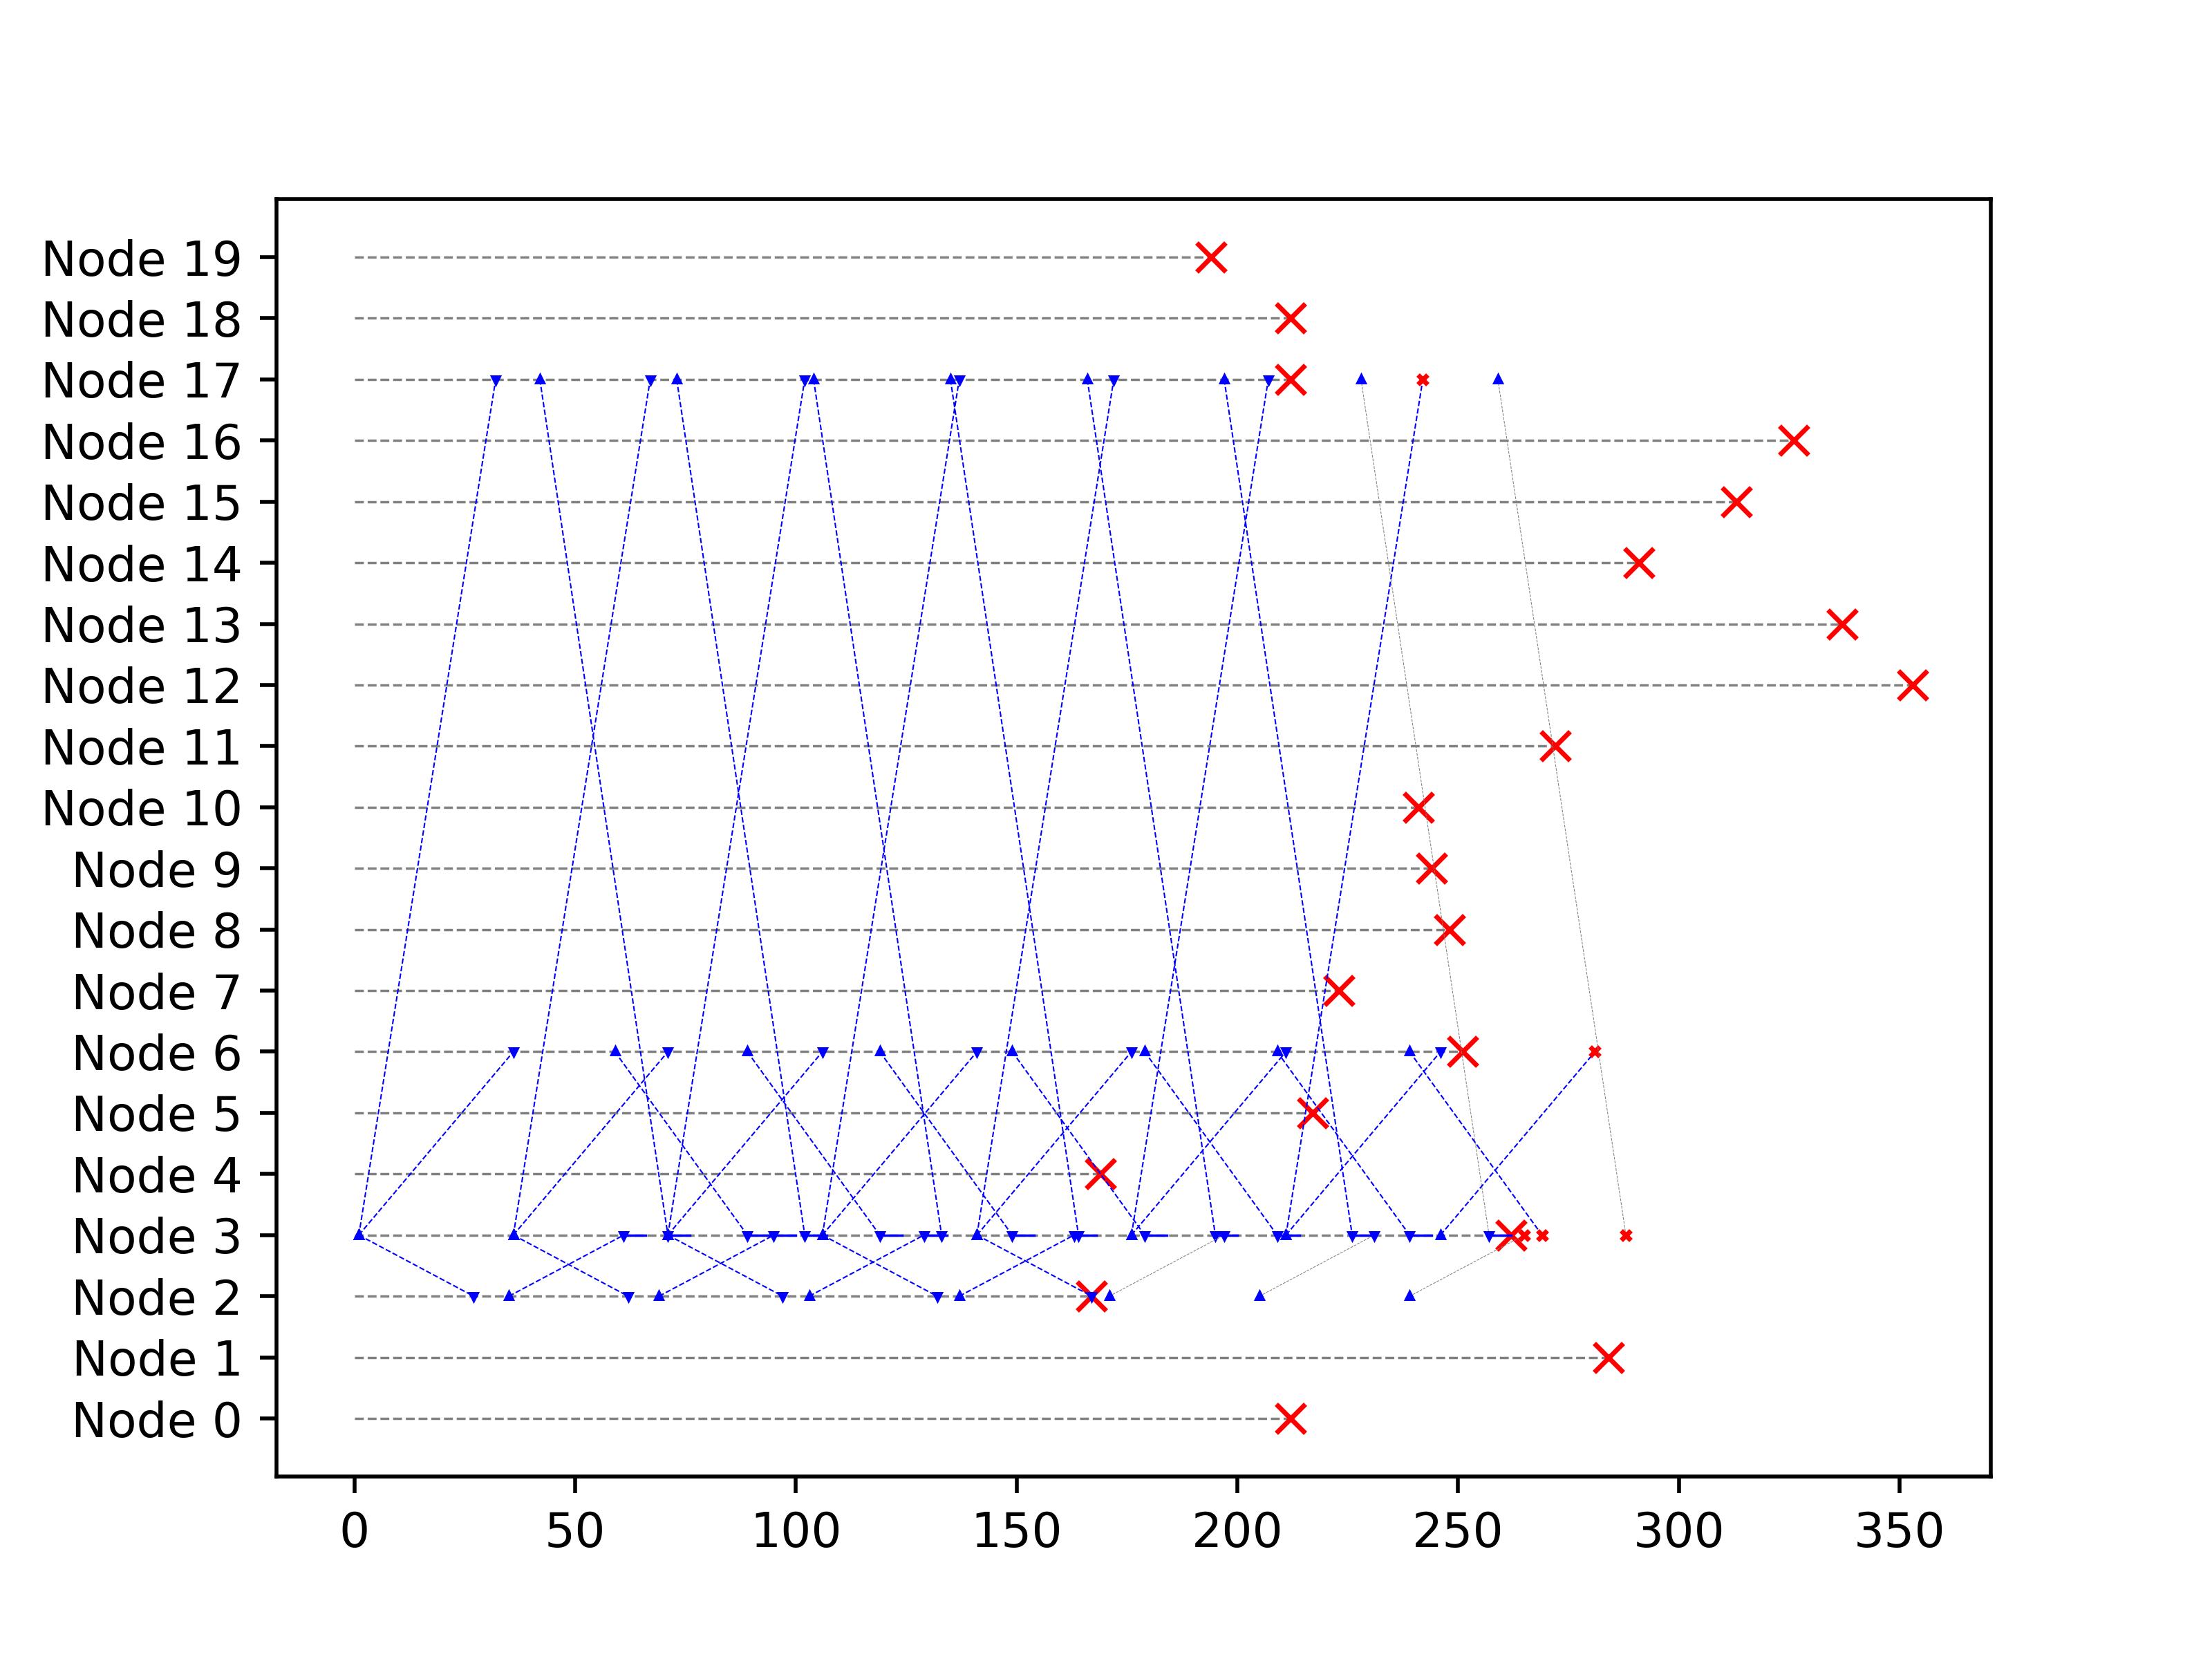 Node 19
Node 18
Node 17
Node 16
Node 15
Node 14
Node 13
Node 12
Node 11
Node 10
Node 9
Node 8
Node 7
Node 6
Node 5
Node 4
Node 3
Node 2
Node 1
Node 0
0 50 100 150 200 250 300 350